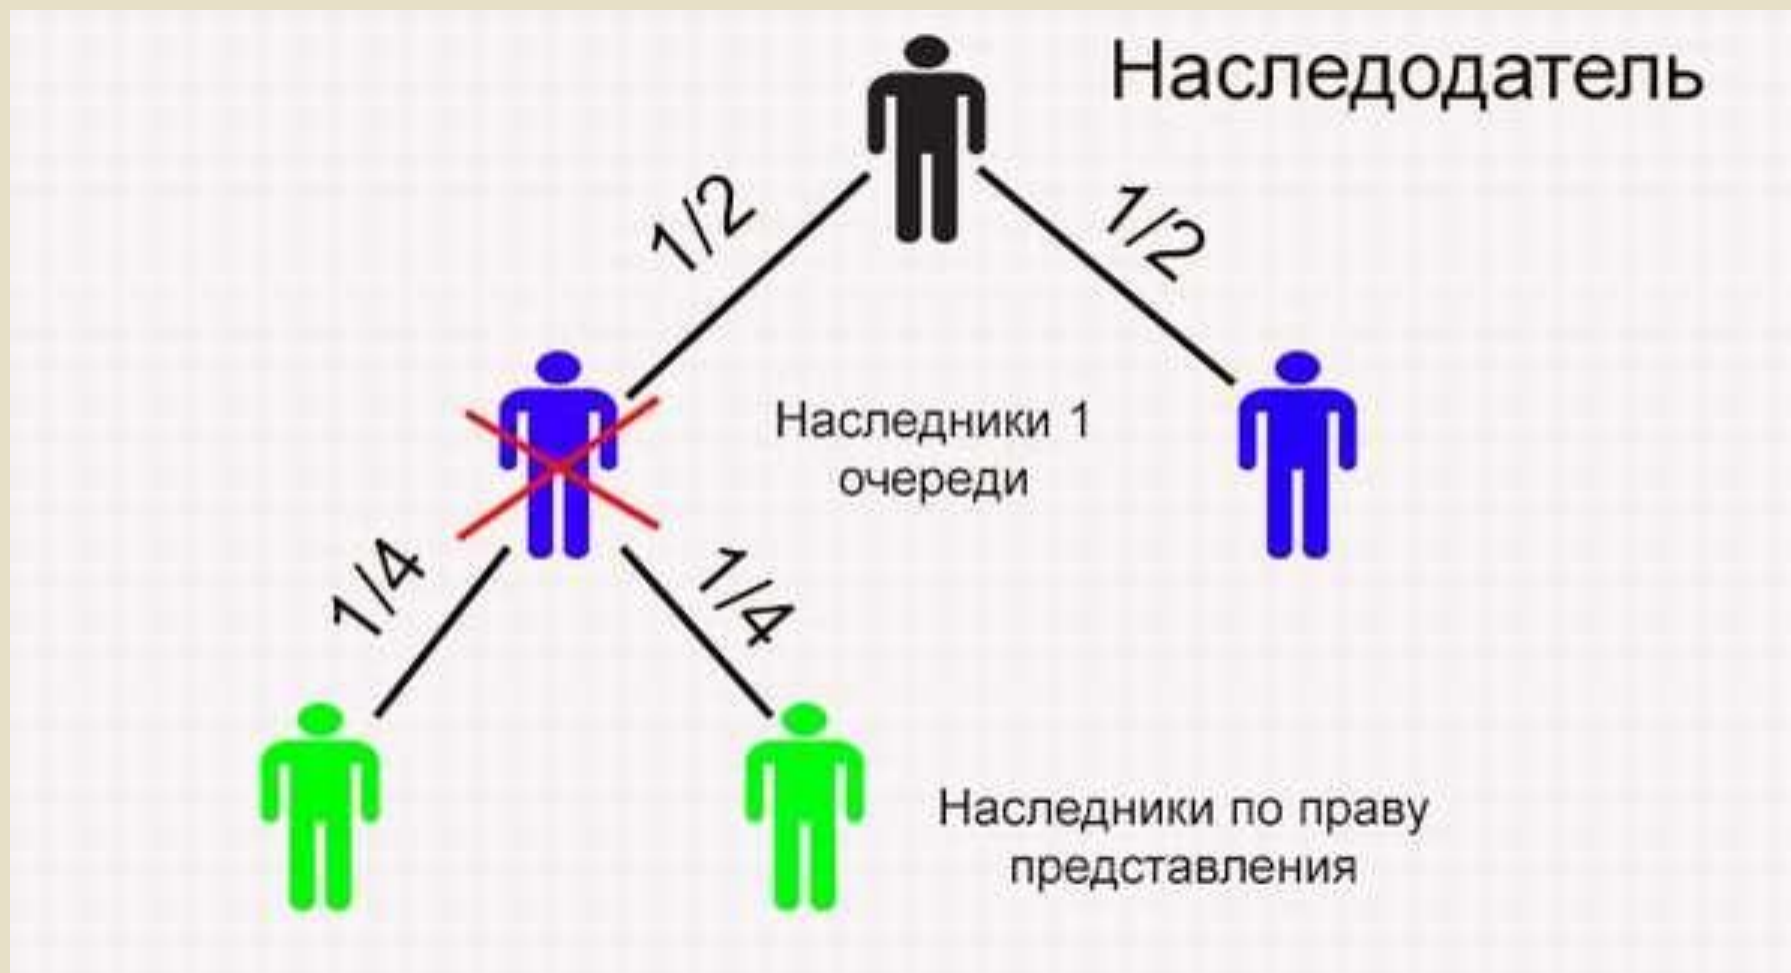 Наследодатель
1/2
1/2
Наследники 1
очереди
1/4
1/4
Наследники по праву
представления